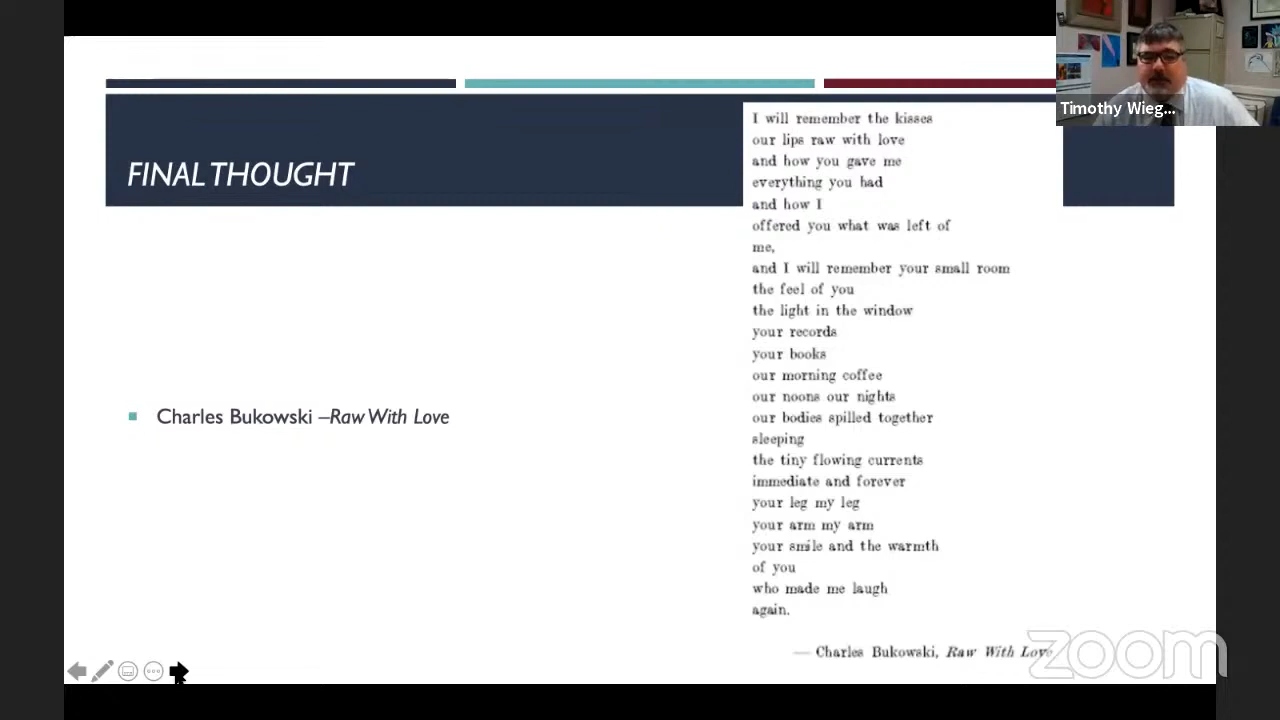 Timothy Wieg...
FINAL THOUGHT
Charles Bukowski –Raw With Love
I will remember the kisses
our lips raw with love
and how you gave me
everything you had
and how I
offered you what was left of
me,
and I will remember your small room
the feel of you
the light in the window
your records
your books
our morning coffee
our noons our nights
our bodies spilled together
sleeping
the tiny flowing currents
immediate and forever
your leg my leg
your arm my arm
your smile and the warmth
of you
who made me laugh
again.
— Charles Bukowski, Raw With Love
zoom